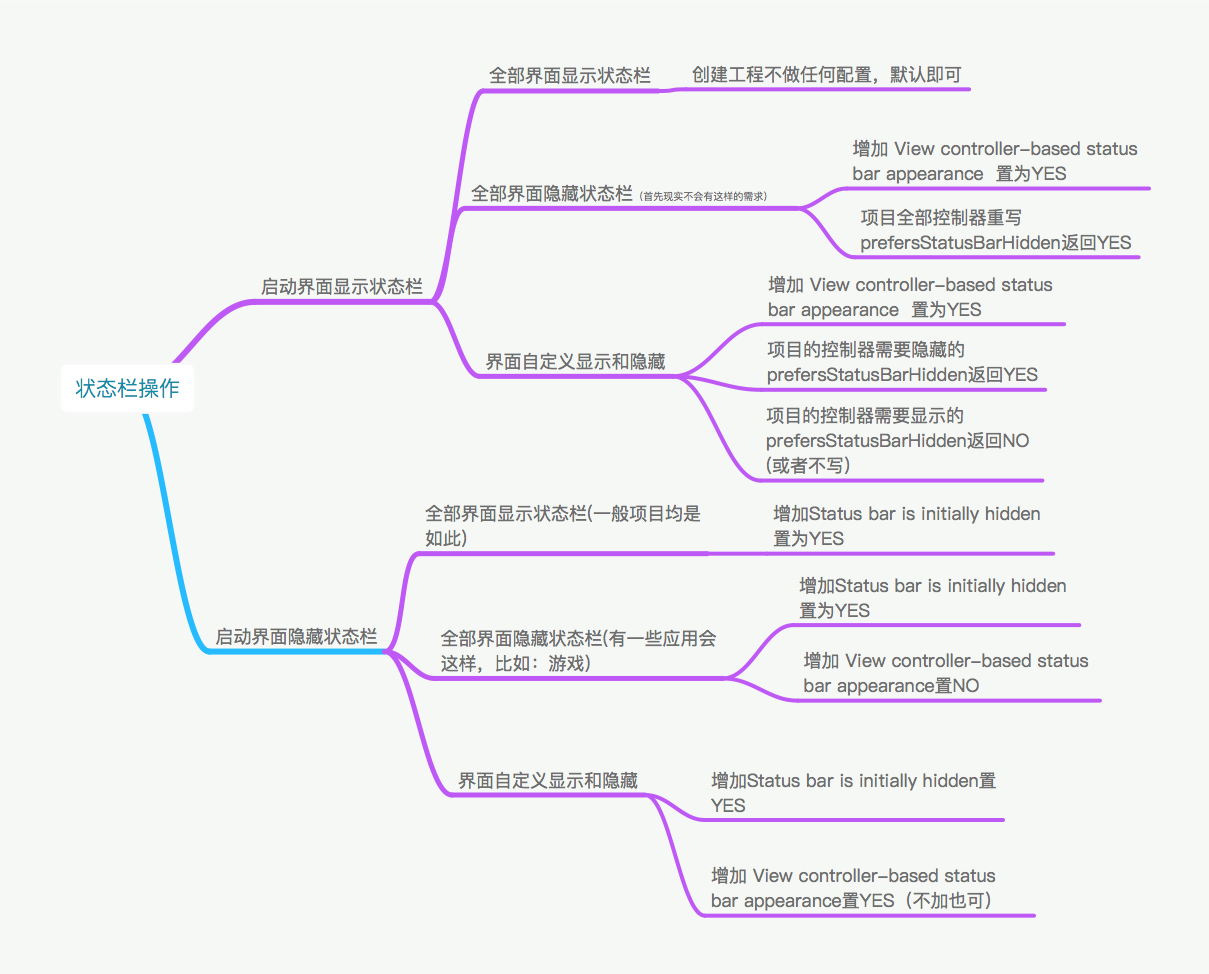 状态栏操作
启动界面显示状态栏
全部界面显示状态栏
创建工程不做任何配置，默认即可
全部界面隐藏状态栏（首先现实不会有这样的需求）
增加 View controller-based status
bar appearance 置为YES
项目全部控制器重写
prefersStatusBarHidden返回YES
界面自定义显示和隐藏
增加 View controller-based status
bar appearance 置为YES
项目的控制器需要隐藏的
prefersStatusBarHidden返回YES
项目的控制器需要显示的
prefersStatusBarHidden返回NO
(或者不写)
启动界面隐藏状态栏
全部界面显示状态栏(一般项目均是
如此)
增加Status bar is initially hidden
置为YES
全部界面隐藏状态栏(有一些应用会
这样，比如：游戏)
增加Status bar is initially hidden
置为YES
增加 View controller-based status
bar appearance置NO
界面自定义显示和隐藏
增加Status bar is initially hidden置
YES
增加 View controller-based status
bar appearance置YES（不加也可）